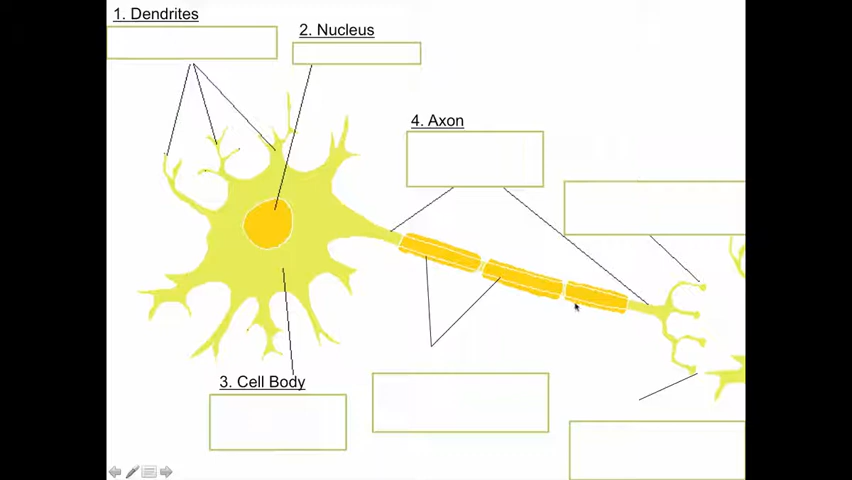 1. Dendrites
2. Nucleus
4. Axon
3. Cell Body